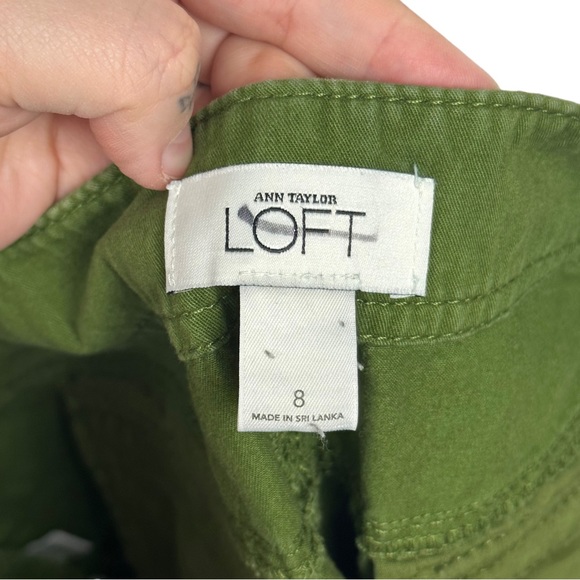 ANN TAYLOR
LOFT
8
MADE IN SRI LANKA